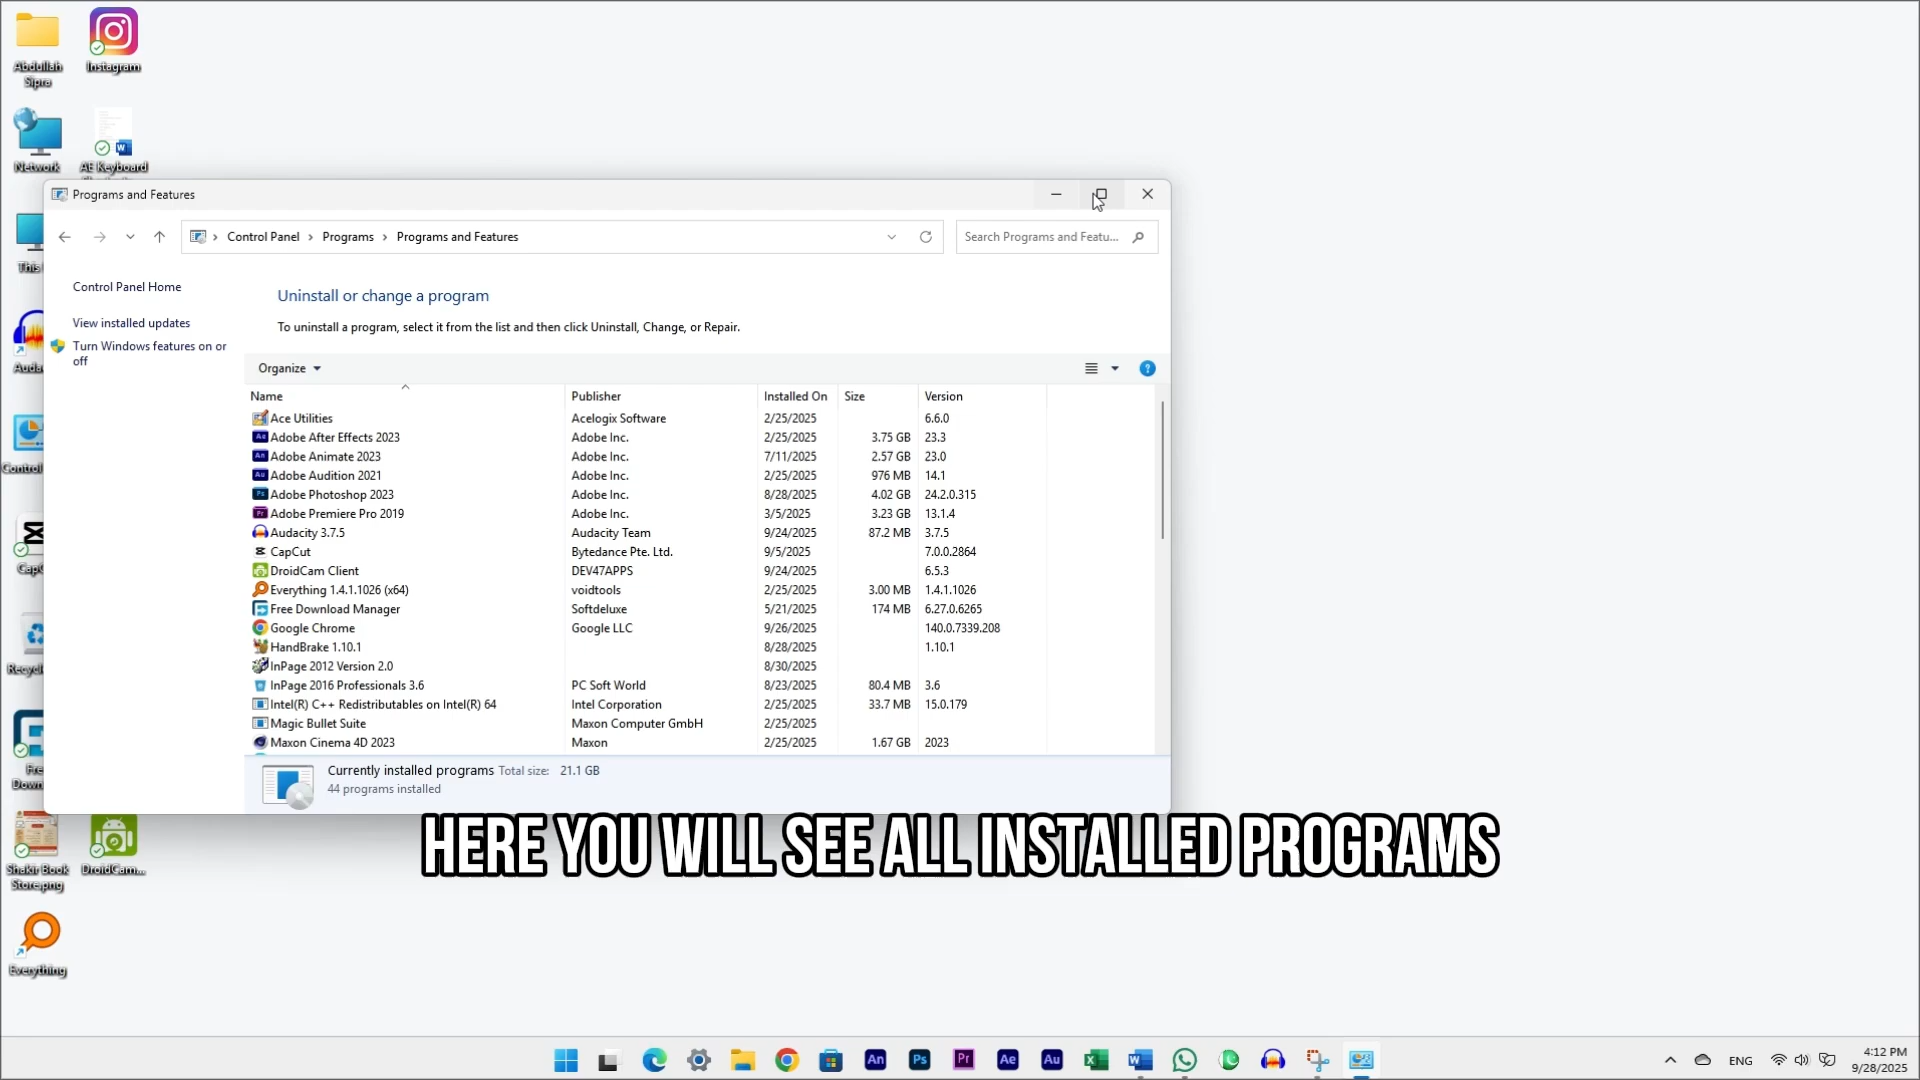 Abdullah
Sipra
Instagram
Network
AE Keyboard
This
Audac
Control
CapC
Recycle
Free
Down
Shakir Book
Store.png
DroidCam...
Everything
Programs and Features
Control Panel > Programs > Programs and Features
Search Programs and Featu...
Control Panel Home
View installed updates
Turn Windows features on or
off
Uninstall or change a program
To uninstall a program, select it from the list and then click Uninstall, Change, or Repair.
Organize
Name Publisher Installed On Size Version
Ace Utilities Acelogix Software 2/25/2025 6.6.0
Adobe After Effects 2023 Adobe Inc. 2/25/2025 3.75 GB 23.3
Adobe Animate 2023 Adobe Inc. 7/11/2025 2.57 GB 23.0
Adobe Audition 2021 Adobe Inc. 2/25/2025 976 MB 14.1
Adobe Photoshop 2023 Adobe Inc. 8/28/2025 4.02 GB 24.2.0.315
Adobe Premiere Pro 2019 Adobe Inc. 3/5/2025 3.23 GB 13.1.4
Audacity 3.7.5 Audacity Team 9/24/2025 87.2 MB 3.7.5
CapCut Bytedance Pte. Ltd. 9/5/2025 7.0.0.2864
DroidCam Client DEV47APPS 9/24/2025 6.5.3
Everything 1.4.1.1026 (x64) voidtools 2/25/2025 3.00 MB 1.4.1.1026
Free Download Manager Softdeluxe 5/21/2025 174 MB 6.27.0.6265
Google Chrome Google LLC 9/26/2025 140.0.7339.208
HandBrake 1.10.1 8/28/2025 1.10.1
InPage 2012 Version 2.0 8/30/2025
InPage 2016 Professionals 3.6 PC Soft World 8/23/2025 80.4 MB 3.6
Intel(R) C++ Redistributables on Intel(R) 64 Intel Corporation 2/25/2025 33.7 MB 15.0.179
Magic Bullet Suite Maxon Computer GmbH 2/25/2025
Maxon Cinema 4D 2023 Maxon 2/25/2025 1.67 GB 2023
Currently installed programs Total size: 21.1 GB
44 programs installed
HERE YOU WILL SEE ALL INSTALLED PROGRAMS
ENG
4:12 PM
9/28/2025